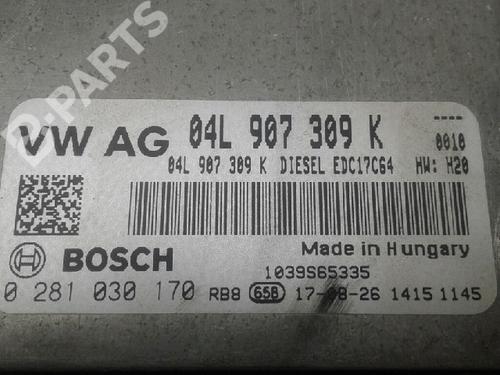 D-PARTS
VW AG 04L 907 309 K ----
0010
04L 907 309 K DIESEL EDC17C64 HW: H20
BOSCH
Made in Hungary
1039S65335
0 281 030 170 RB8 658 17-08-26 1415 1145